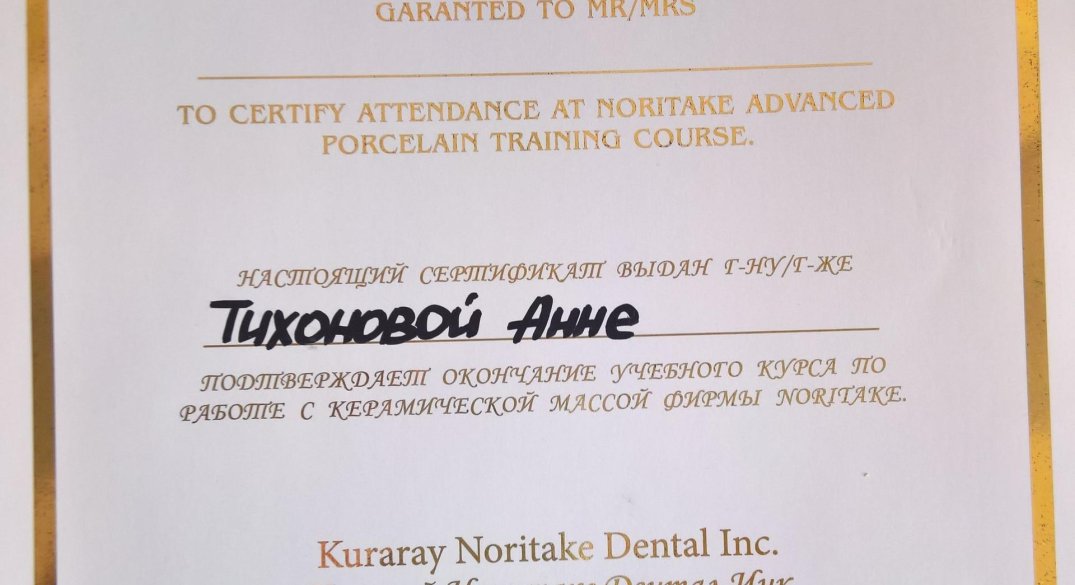 GARANTED TO MR/MRS
TO CERTIFY ATTENDANCE AT NORITAKE ADVANCED
PORCELAIN TRAINING COURSE.
НАСТОЯЩИЙ СЕРТИФИКАТ ВЫДАН Г-НУ/Г-ЖЕ
Тихоновой Анне
ПОДТВЕРЖДАЕТ ОКОНЧАНИЕ УЧЕБНОГО КУРСА ПО
РАБОТЕ С КЕРАМИЧЕСКОЙ МАССОЙ ФИРМЫ NORITAKE.
Kuraray Noritake Dental Inc.